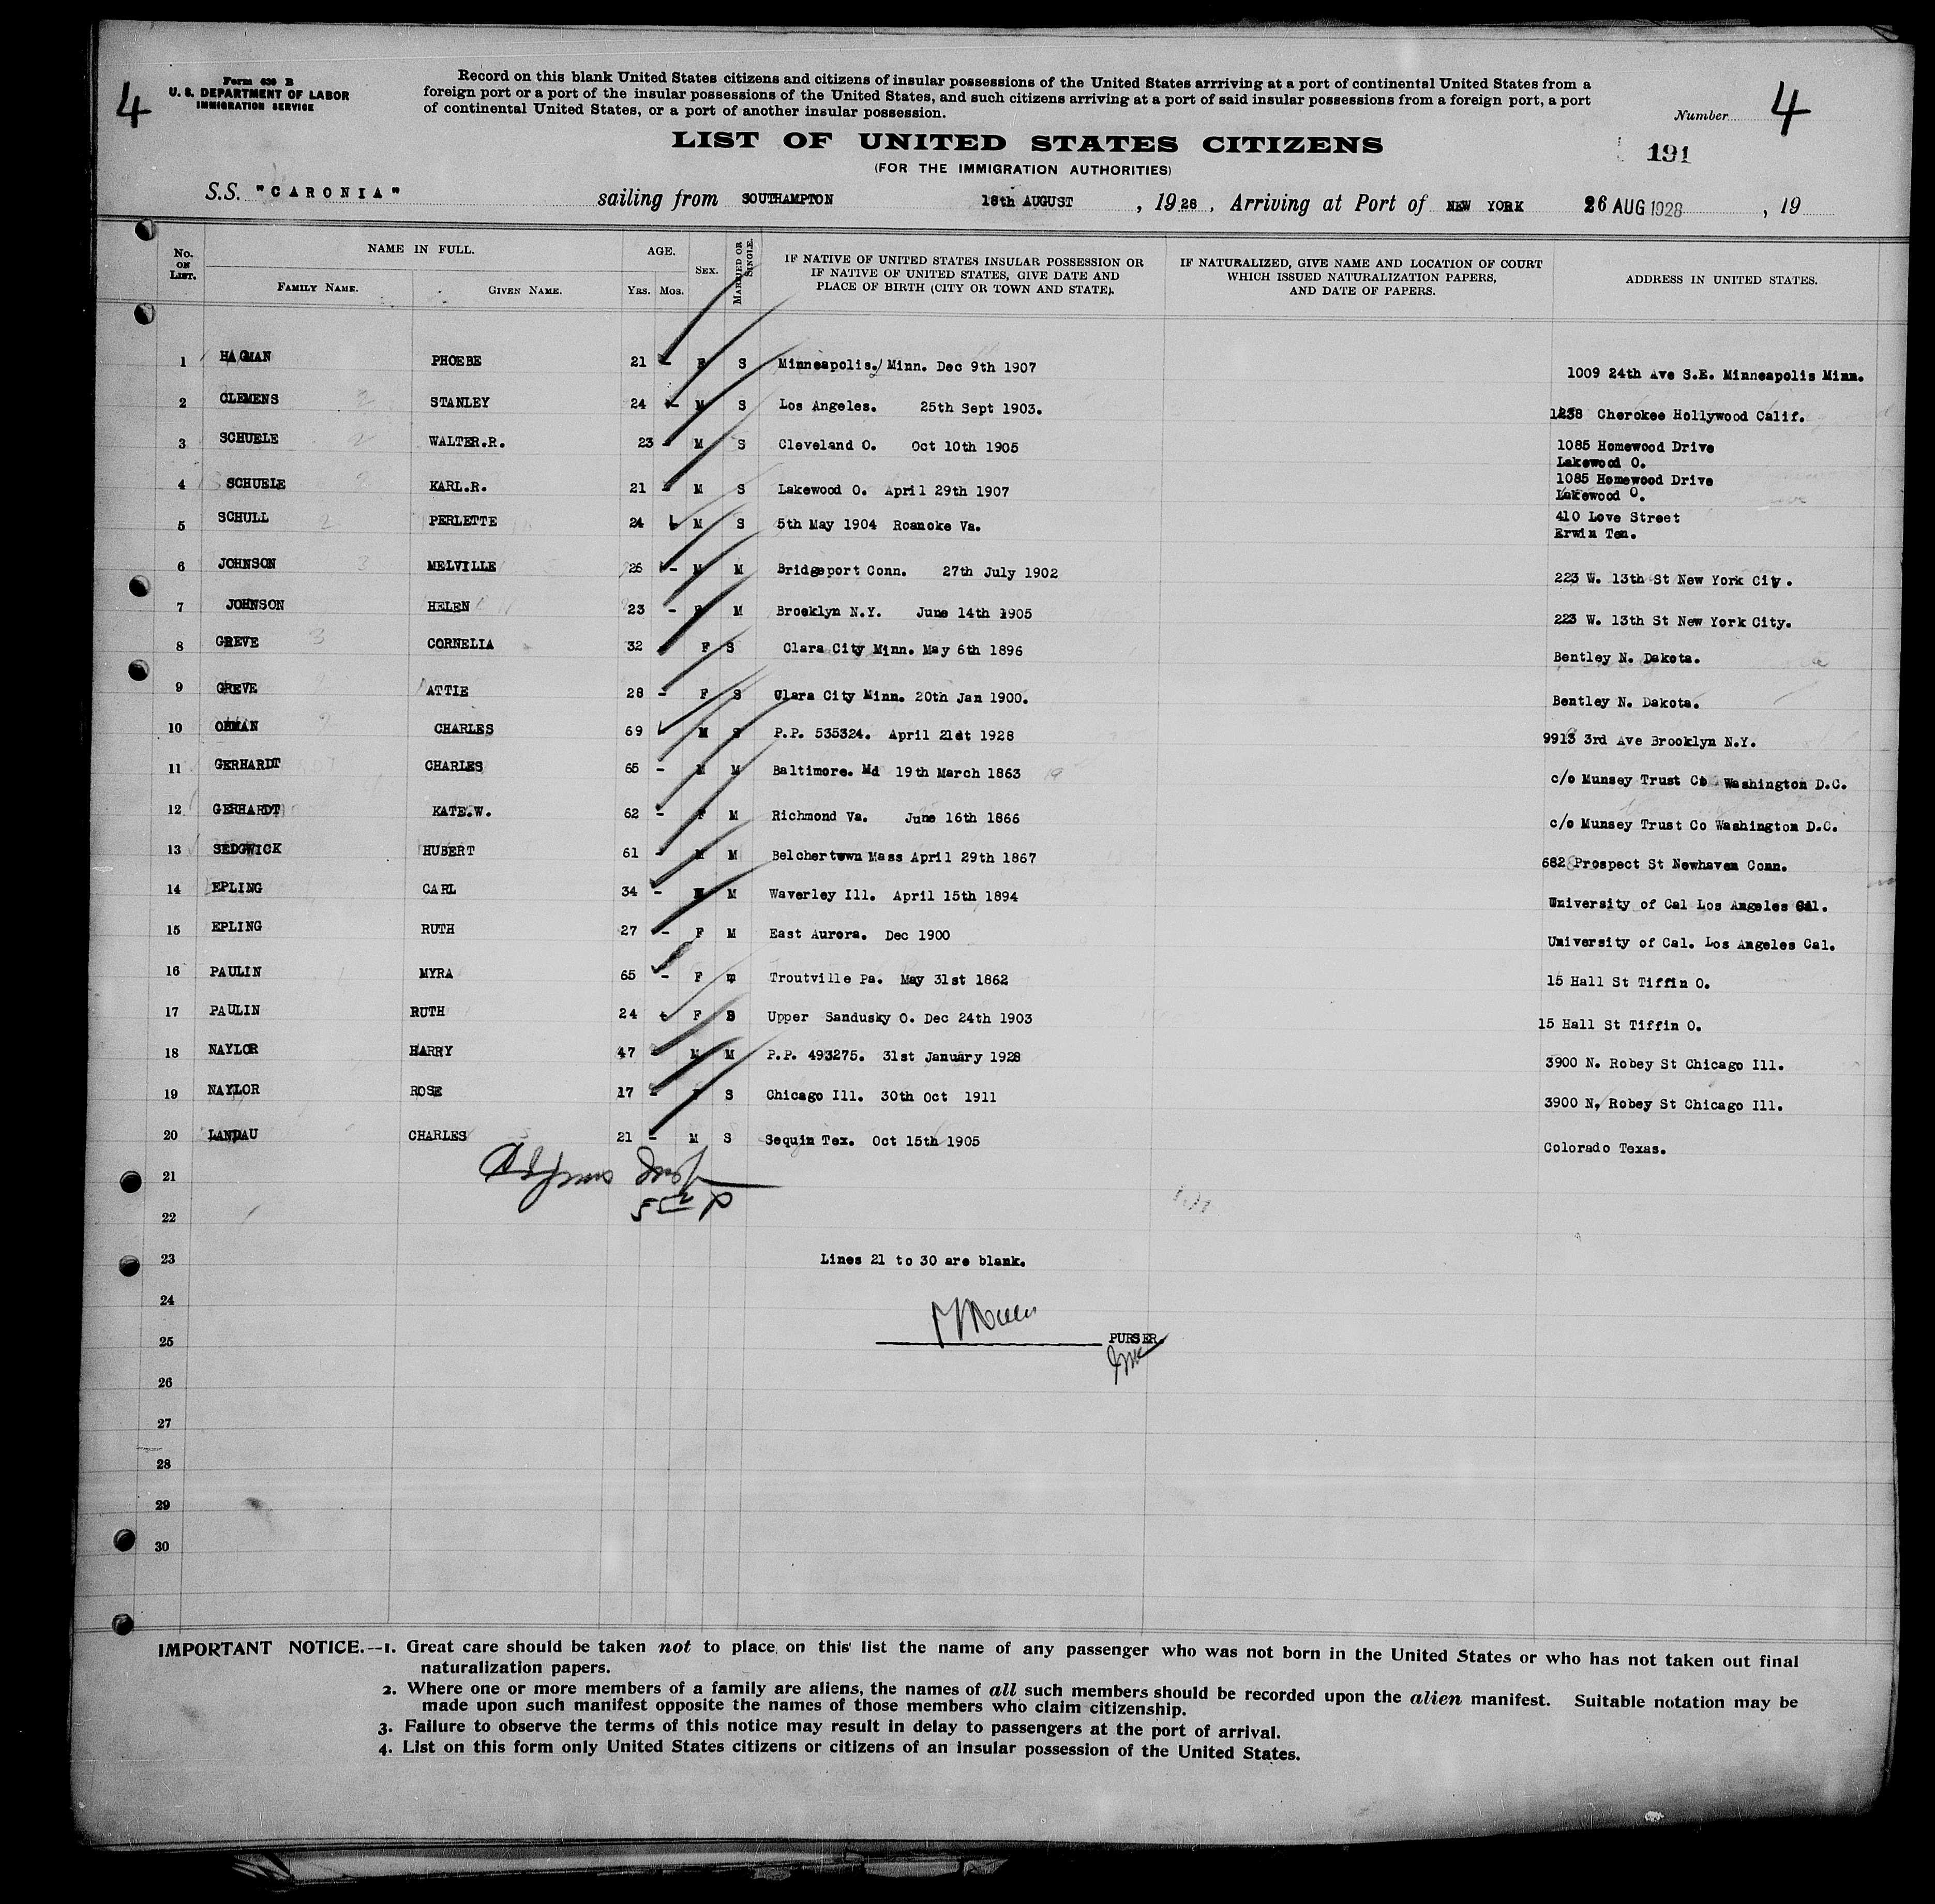 4
Form 630 B
U. S. DEPARTMENT OF LABOR
IMMIGRATION SERVICE
Record on this blank United States citizens and citizens of insular possessions of the United States arrriving at a port of continental United States from a
foreign port or a port of the insular possessions of the United States, and such citizens arriving at a port of said insular possessions from a foreign port, a port
of continental United States, or a port of another insular possession.
Number 4
LIST OF UNITED STATES CITIZENS
191
(FOR THE IMMIGRATION AUTHORITIES)
S.S. "CARONIA" sailing from SOUTHAMPTON 18th AUGUST, 1928, Arriving at Port of NEW YORK 26 AUG 1928, 19
No. ON LIST. NAME IN FULL. FAMILY NAME. GIVEN NAME. AGE. YRS. MOS. SEX. MARRIED OR SINGLE. IF NATIVE OF UNITED STATES INSULAR POSSESSION OR IF NATIVE OF UNITED STATES, GIVE DATE AND PLACE OF BIRTH (CITY OR TOWN AND STATE). IF NATURALIZED, GIVE NAME AND LOCATION OF COURT WHICH ISSUED NATURALIZATION PAPERS, AND DATE OF PAPERS. ADDRESS IN UNITED STATES.
1 HAGMAN PHOEBE 21 - F S Minneapolis. Minn. Dec 9th 1907 1009 24th Ave S.E. Minneapolis Minn.
2 CLEMENS STANLEY 24 - M S Los Angeles. 25th Sept 1903. 1238 Cherokee Hollywood Calif.
3 SCHUELE WALTER.R. 23 - M S Cleveland O. Oct 10th 1905 1085 Homewood Drive
Lakewood O.
4 SCHUELE KARL.R. 21 - M S Lakewood O. April 29th 1907 1085 Homewood Drive
Lakewood O.
5 SCHULL PERLETTE 24 M S 5th May 1904 Roanoke Va. 410 Love Street
Erwin Ten.
6 JOHNSON MELVILLE 26 - M M Bridgeport Conn. 27th July 1902 223 W. 13th St New York City.
7 JOHNSON HELEN 23 - F M Brooklyn N.Y. June 14th 1905 223 W. 13th St New York City.
8 GREVE CORNELIA 32 - F S Clara City Minn. May 6th 1896 Bentley N. Dakota.
9 GREVE ATTIE 28 - F S Clara City Minn. 20th Jan 1900. Bentley N. Dakota.
10 OHMAN CHARLES 69 M S P.P. 535324. April 21st 1928 9913 3rd Ave Brooklyn N.Y.
11 GERHARDT CHARLES 65 - M M Baltimore. Md 19th March 1863 c/o Munsey Trust Co Washington D.C.
12 GERHARDT KATE.W. 62 - F M Richmond Va. June 16th 1866 c/o Munsey Trust Co Washington D.C.
13 SEDGWICK HUBERT 61 - M M Belchertown Mass April 29th 1867 682 Prospect St Newhaven Conn.
14 EPLING CARL 34 - M M Waverley Ill. April 15th 1894 University of Cal Los Angeles Cal.
15 EPLING RUTH 27 - F M East Aurora. Dec 1900 University of Cal. Los Angeles Cal.
16 PAULIN MYRA 65 - F M Troutville Pa. May 31st 1862 15 Hall St Tiffin O.
17 PAULIN RUTH 24 - F S Upper Sandusky O. Dec 24th 1903 15 Hall St Tiffin O.
18 NAYLOR HARRY 47 - M M P.P. 493275. 31st January 1928 3900 N. Robey St Chicago Ill.
19 NAYLOR ROSE 17 - F S Chicago Ill. 30th Oct 1911 3900 N. Robey St Chicago Ill.
20 LANDAU CHARLES 21 - M S Sequin Tex. Oct 15th 1905 Colorado Texas.
21
22
23 Lines 21 to 30 are blank.
24
25 PURSER.
26
27
28
29
30
IMPORTANT NOTICE.—1. Great care should be taken not to place on this list the name of any passenger who was not born in the United States or who has not taken out final
naturalization papers.
2. Where one or more members of a family are aliens, the names of all such members should be recorded upon the alien manifest. Suitable notation may be
made upon such manifest opposite the names of those members who claim citizenship.
3. Failure to observe the terms of this notice may result in delay to passengers at the port of arrival.
4. List on this form only United States citizens or citizens of an insular possession of the United States.